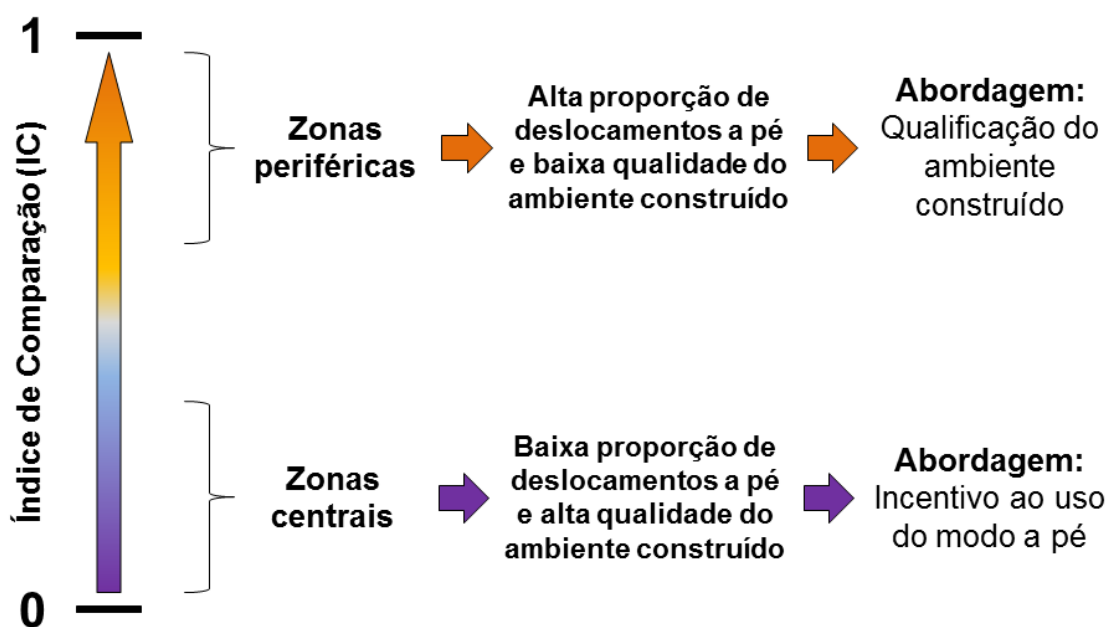 1
Índice de Comparação (IC)
Zonas
periféricas
Alta proporção de
deslocamentos a pé
e baixa qualidade do
ambiente construído
Abordagem:
Qualificação do
ambiente
construído
Zonas
centrais
Baixa proporção de
deslocamentos a pé
e alta qualidade do
ambiente construído
Abordagem:
Incentivo ao uso
do modo a pé
0